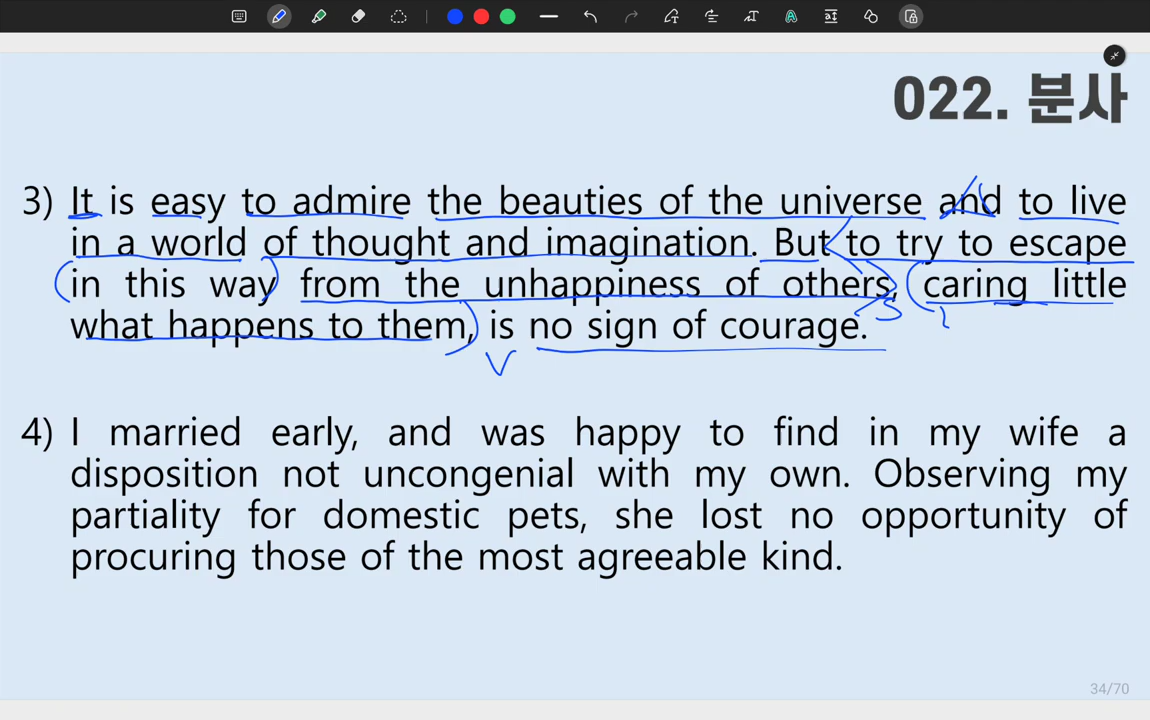 022. 분사
3) It is easy to admire the beauties of the universe and to live
in a world of thought and imagination. But to try to escape
in this way from the unhappiness of others, caring little
what happens to them, is no sign of courage.
S
V
4) I married early, and was happy to find in my wife a
disposition not uncongenial with my own. Observing my
partiality for domestic pets, she lost no opportunity of
procuring those of the most agreeable kind.
34/70